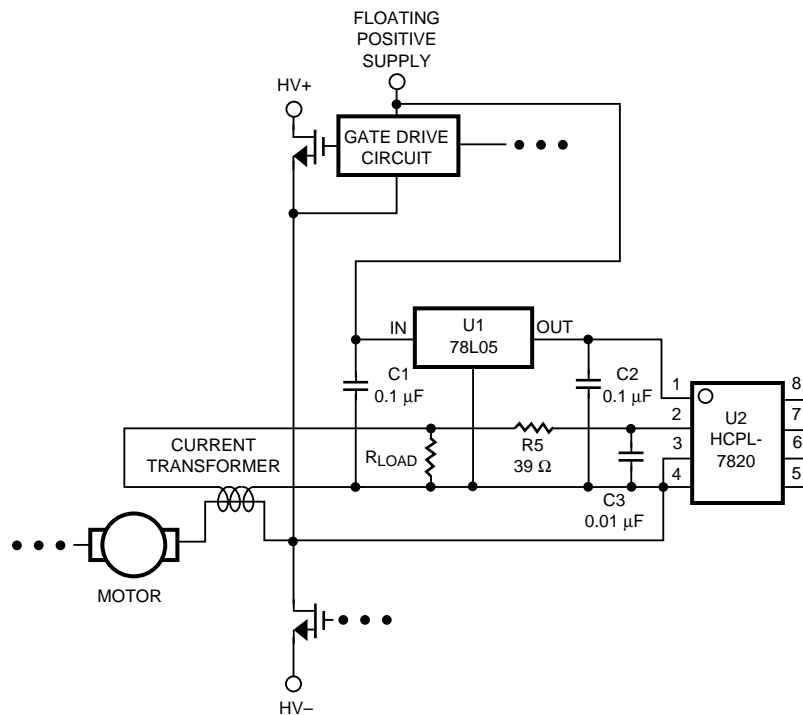 FLOATING
POSITIVE
SUPPLY
HV+
GATE DRIVE
CIRCUIT
IN
U1
78L05
OUT
C1
0.1 µF
C2
0.1 µF
1
2
3
4
U2
HCPL-
7820
8
7
6
5
CURRENT
TRANSFORMER
RLOAD
R5
39 Ω
C3
0.01 µF
MOTOR
HV–